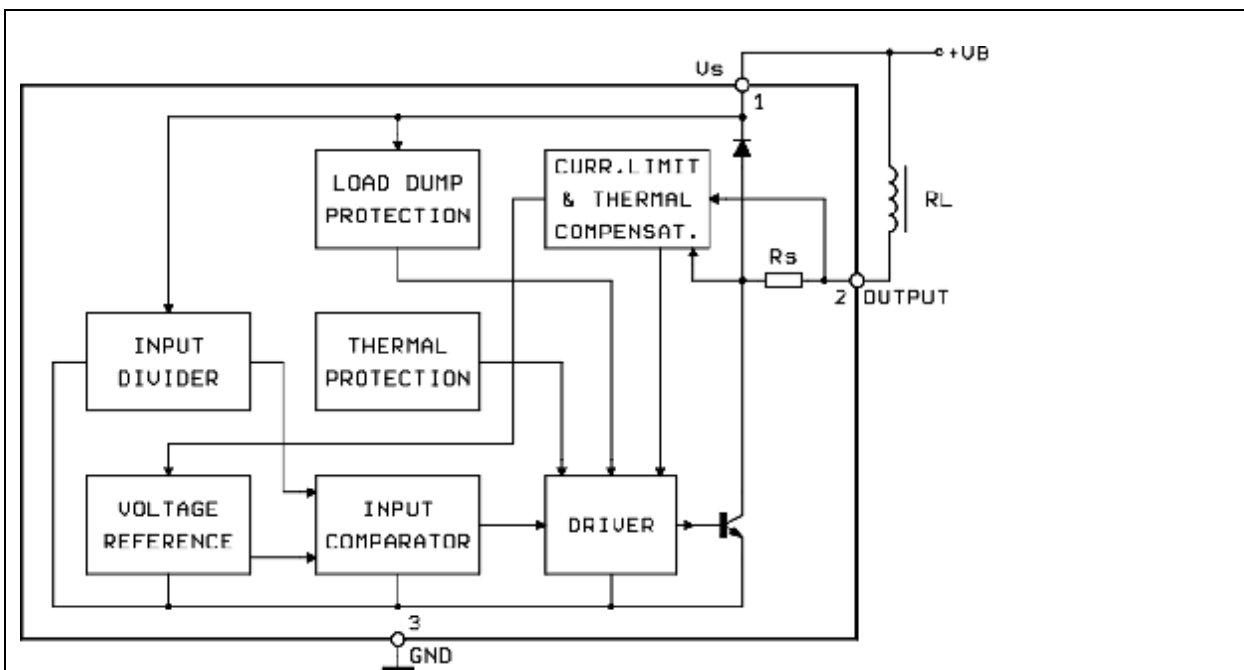 +VB
Vs
1
LOAD DUMP
PROTECTION
CURR.LIMIT
& THERMAL
COMPENSAT.
RL
Rs
2 OUTPUT
INPUT
DIVIDER
THERMAL
PROTECTION
VOLTAGE
REFERENCE
INPUT
COMPARATOR
DRIVER
3
GND